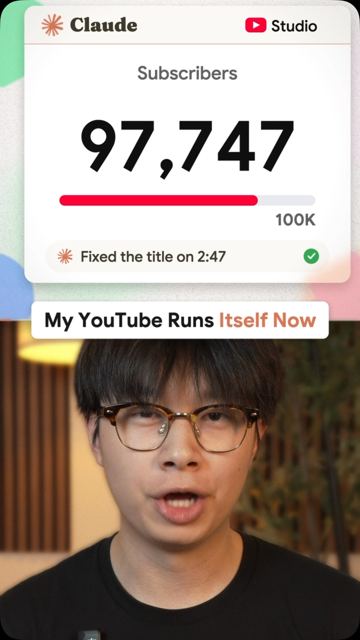 Claude
Studio
Subscribers
97,747
100K
Fixed the title on 2:47
My YouTube Runs Itself Now